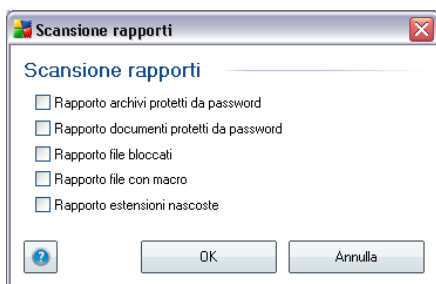 Scansione rapporti
Scansione rapporti
Rapporto archivi protetti da password
Rapporto documenti protetti da password
Rapporto file bloccati
Rapporto file con macro
Rapporto estensioni nascoste
?
OK
Annulla